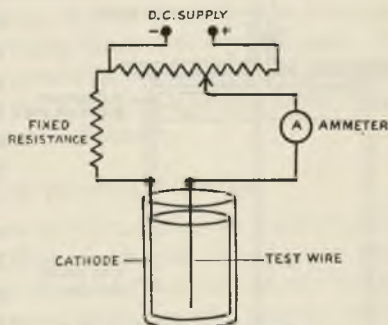 D.C. SUPPLY
- +
FIXED
RESISTANCE
A
AMMETER
CATHODE
TEST WIRE